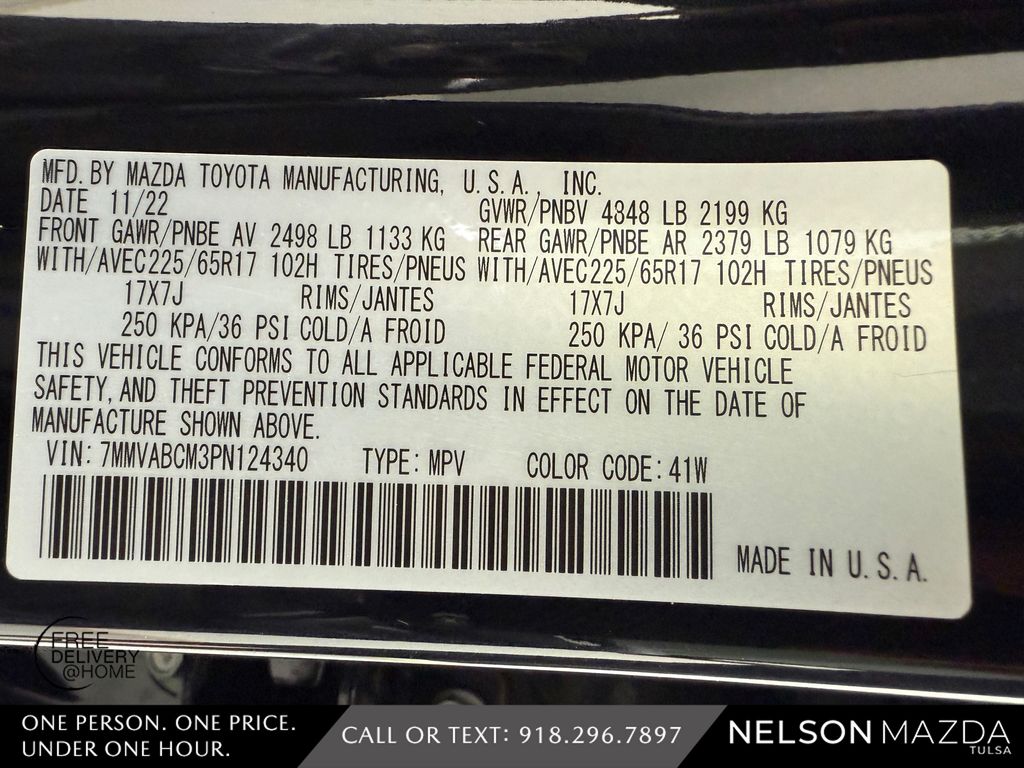 MFD. BY MAZDA TOYOTA MANUFACTURING, U.S.A., INC.
DATE 11/22 GVWR/PNBV 4848 LB 2199 KG
FRONT GAWR/PNBE AV 2498 LB 1133 KG REAR GAWR/PNBE AR 2379 LB 1079 KG
WITH/AVEC225/65R17 102H TIRES/PNEUS WITH/AVEC225/65R17 102H TIRES/PNEUS
17X7J RIMS/JANTES 17X7J RIMS/JANTES
250 KPA/36 PSI COLD/A FROID 250 KPA/ 36 PSI COLD/A FROID
THIS VEHICLE CONFORMS TO ALL APPLICABLE FEDERAL MOTOR VEHICLE
SAFETY, AND THEFT PREVENTION STANDARDS IN EFFECT ON THE DATE OF
MANUFACTURE SHOWN ABOVE.
VIN: 7MMVABCM3PN124340 TYPE: MPV COLOR CODE: 41W
MADE IN U.S.A.
FREE
DELIVERY
@HOME
ONE PERSON. ONE PRICE.
UNDER ONE HOUR.
CALL OR TEXT: 918.296.7897
NELSON MAZDA
TULSA